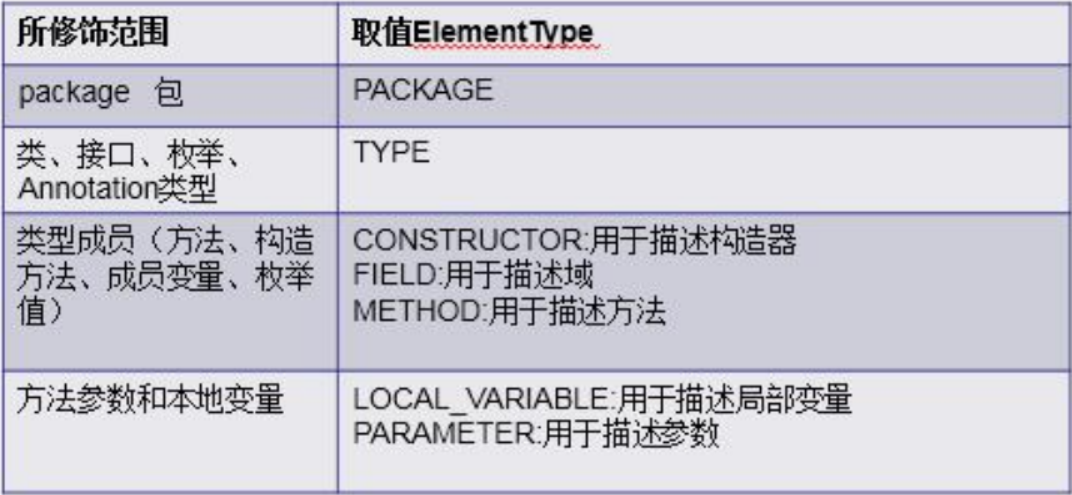 所修饰范围
取值ElementType
package 包
PACKAGE
类、接口、枚举、
Annotation类型
TYPE
类型成员（方法、构造
方法、成员变量、枚举
值）
CONSTRUCTOR:用于描述构造器
FIELD:用于描述域
METHOD:用于描述方法
方法参数和本地变量
LOCAL_VARIABLE:用于描述局部变量
PARAMETER:用于描述参数